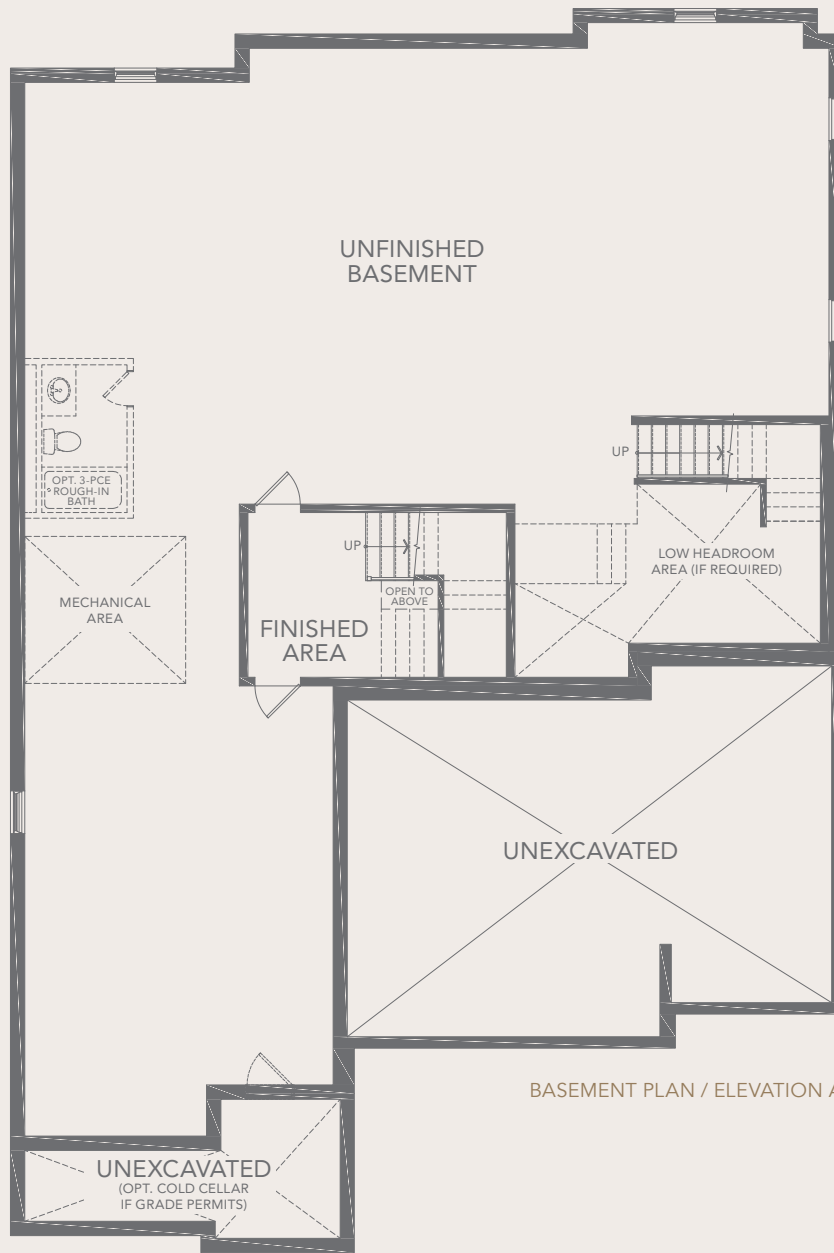 UNFINISHED
BASEMENT
OPT. 3-PCE
ROUGH-IN
BATH
UP
UP
LOW HEADROOM
AREA (IF REQUIRED)
MECHANICAL
AREA
OPEN TO
ABOVE
FINISHED
AREA
UNEXCAVATED
BASEMENT PLAN / ELEVATION A
UNEXCAVATED
(OPT. COLD CELLAR
IF GRADE PERMITS)